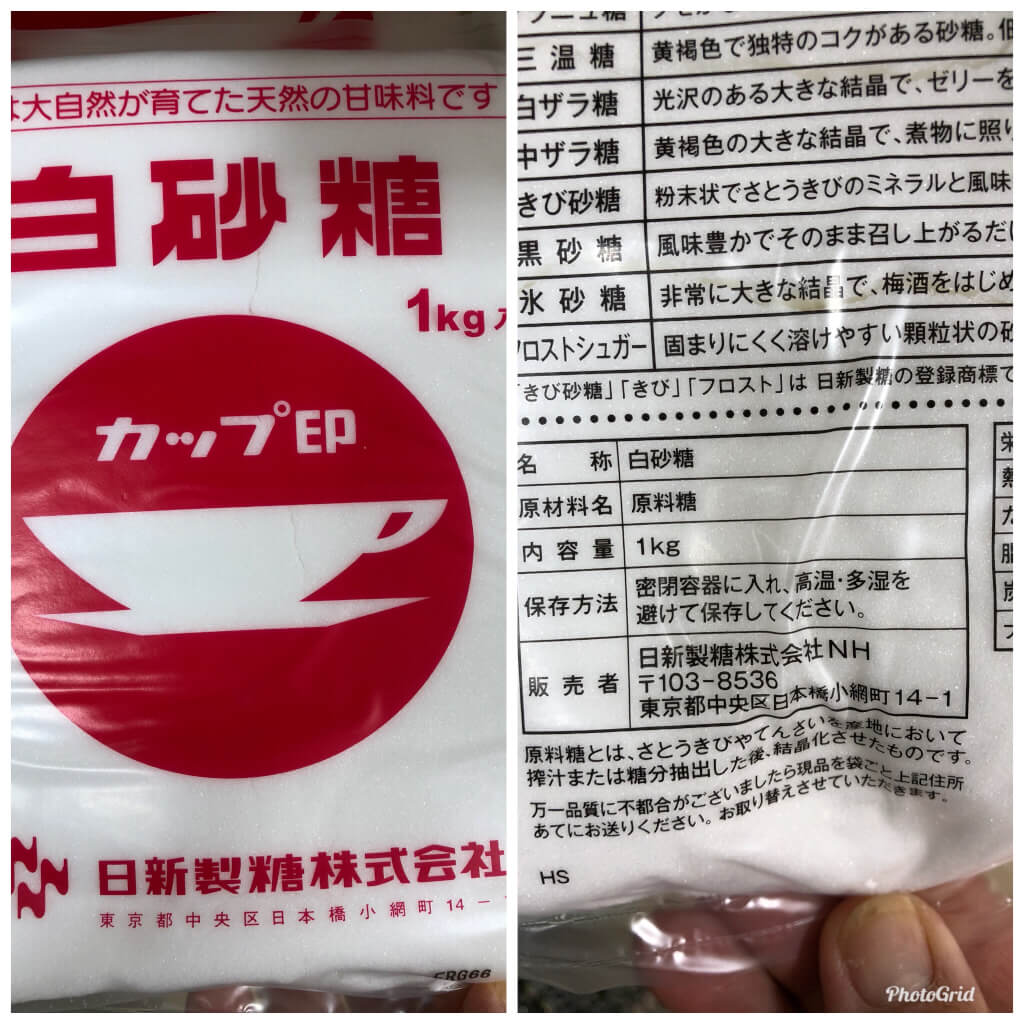 は大自然が育てた天然の甘味料です
白砂糖
1kg入
カップ印
日新製糖株式会社
東京都中央区日本橋小網町14-
ERG66
三温糖 黄褐色で独特のコクがある砂糖。低
白ザラ糖 光沢のある大きな結晶で、ゼリーを
中ザラ糖 黄褐色の大きな結晶で、煮物に照り
きび砂糖 粉末状でさとうきびのミネラルと風味
黒砂糖 風味豊かでそのまま召し上がるだけ
氷砂糖 非常に大きな結晶で、梅酒をはじめ
フロストシュガー 固まりにくく溶けやすい顆粒状の砂
「きび砂糖」「きび」「フロスト」は 日新製糖の登録商標で
名称 白砂糖
原材料名 原料糖
内容量 1kg
保存方法 密閉容器に入れ、高温・多湿を
避けて保存してください。
販売者 日新製糖株式会社NH
〒103-8536
東京都中央区日本橋小網町14-1
原料糖とは、さとうきびやてんさいを産地において
搾汁または糖分抽出した後、結晶化させたものです。
万一品質に不都合がございましたら現品を袋ごと上記住所
あてにお送りください。お取り替えさせていただきます。
HS
栄
熱
た
脂
炭
PhotoGrid